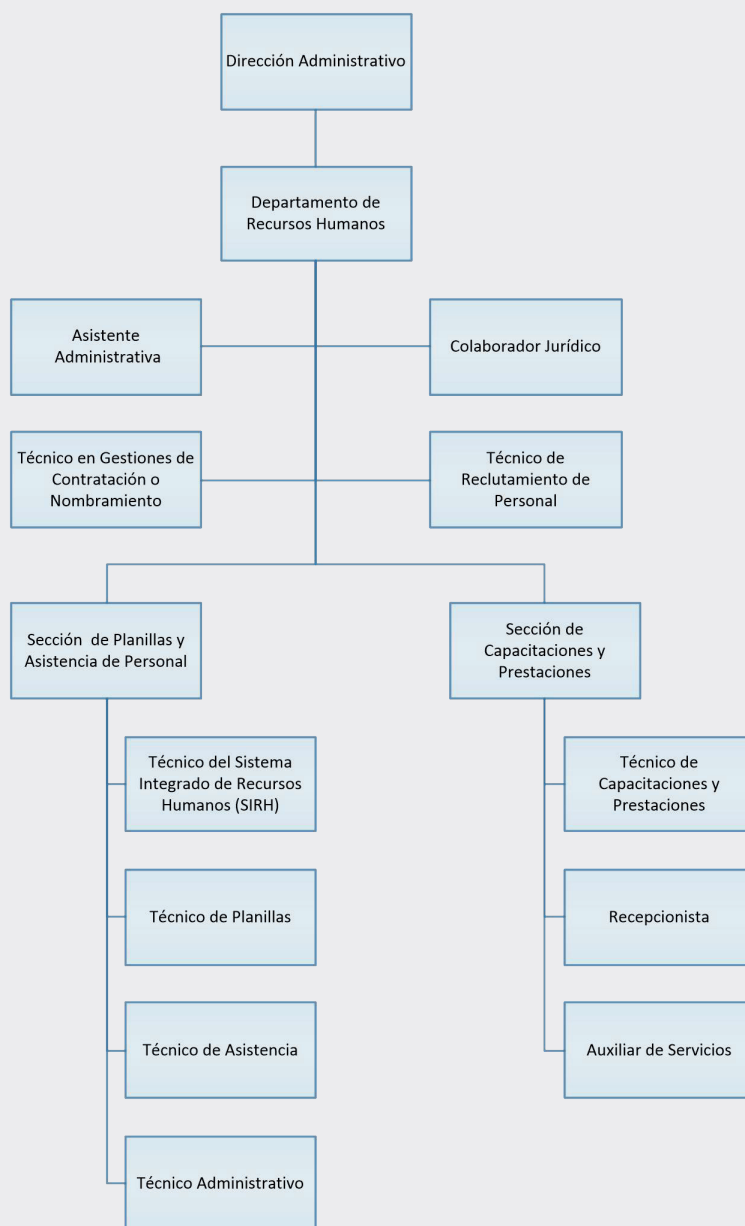 Dirección Administrativo
Departamento de
Recursos Humanos
Asistente
Administrativa
Colaborador Jurídico
Técnico en Gestiones de
Contratación o
Nombramiento
Técnico de
Reclutamiento de
Personal
Sección de Planillas y
Asistencia de Personal
Sección de
Capacitaciones y
Prestaciones
Técnico del Sistema
Integrado de Recursos
Humanos (SIRH)
Técnico de
Capacitaciones y
Prestaciones
Técnico de Planillas
Recepcionista
Técnico de Asistencia
Auxiliar de Servicios
Técnico Administrativo